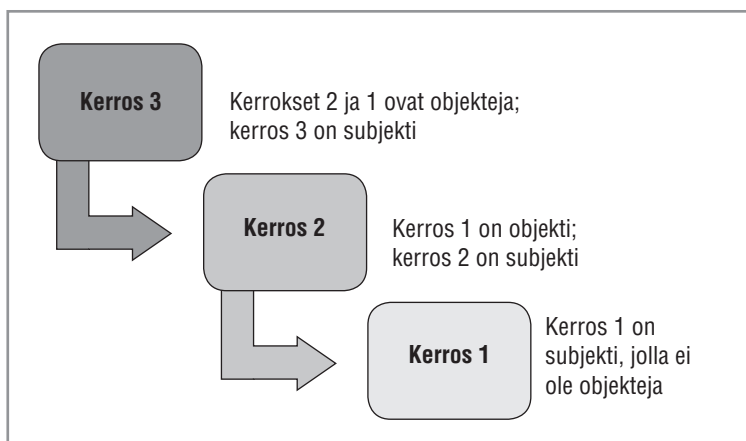 Kerros 3
Kerrokset 2 ja 1 ovat objekteja;
kerros 3 on subjekti
Kerros 2
Kerros 1 on objekti;
kerros 2 on subjekti
Kerros 1
Kerros 1 on
subjekti, jolla ei
ole objekteja